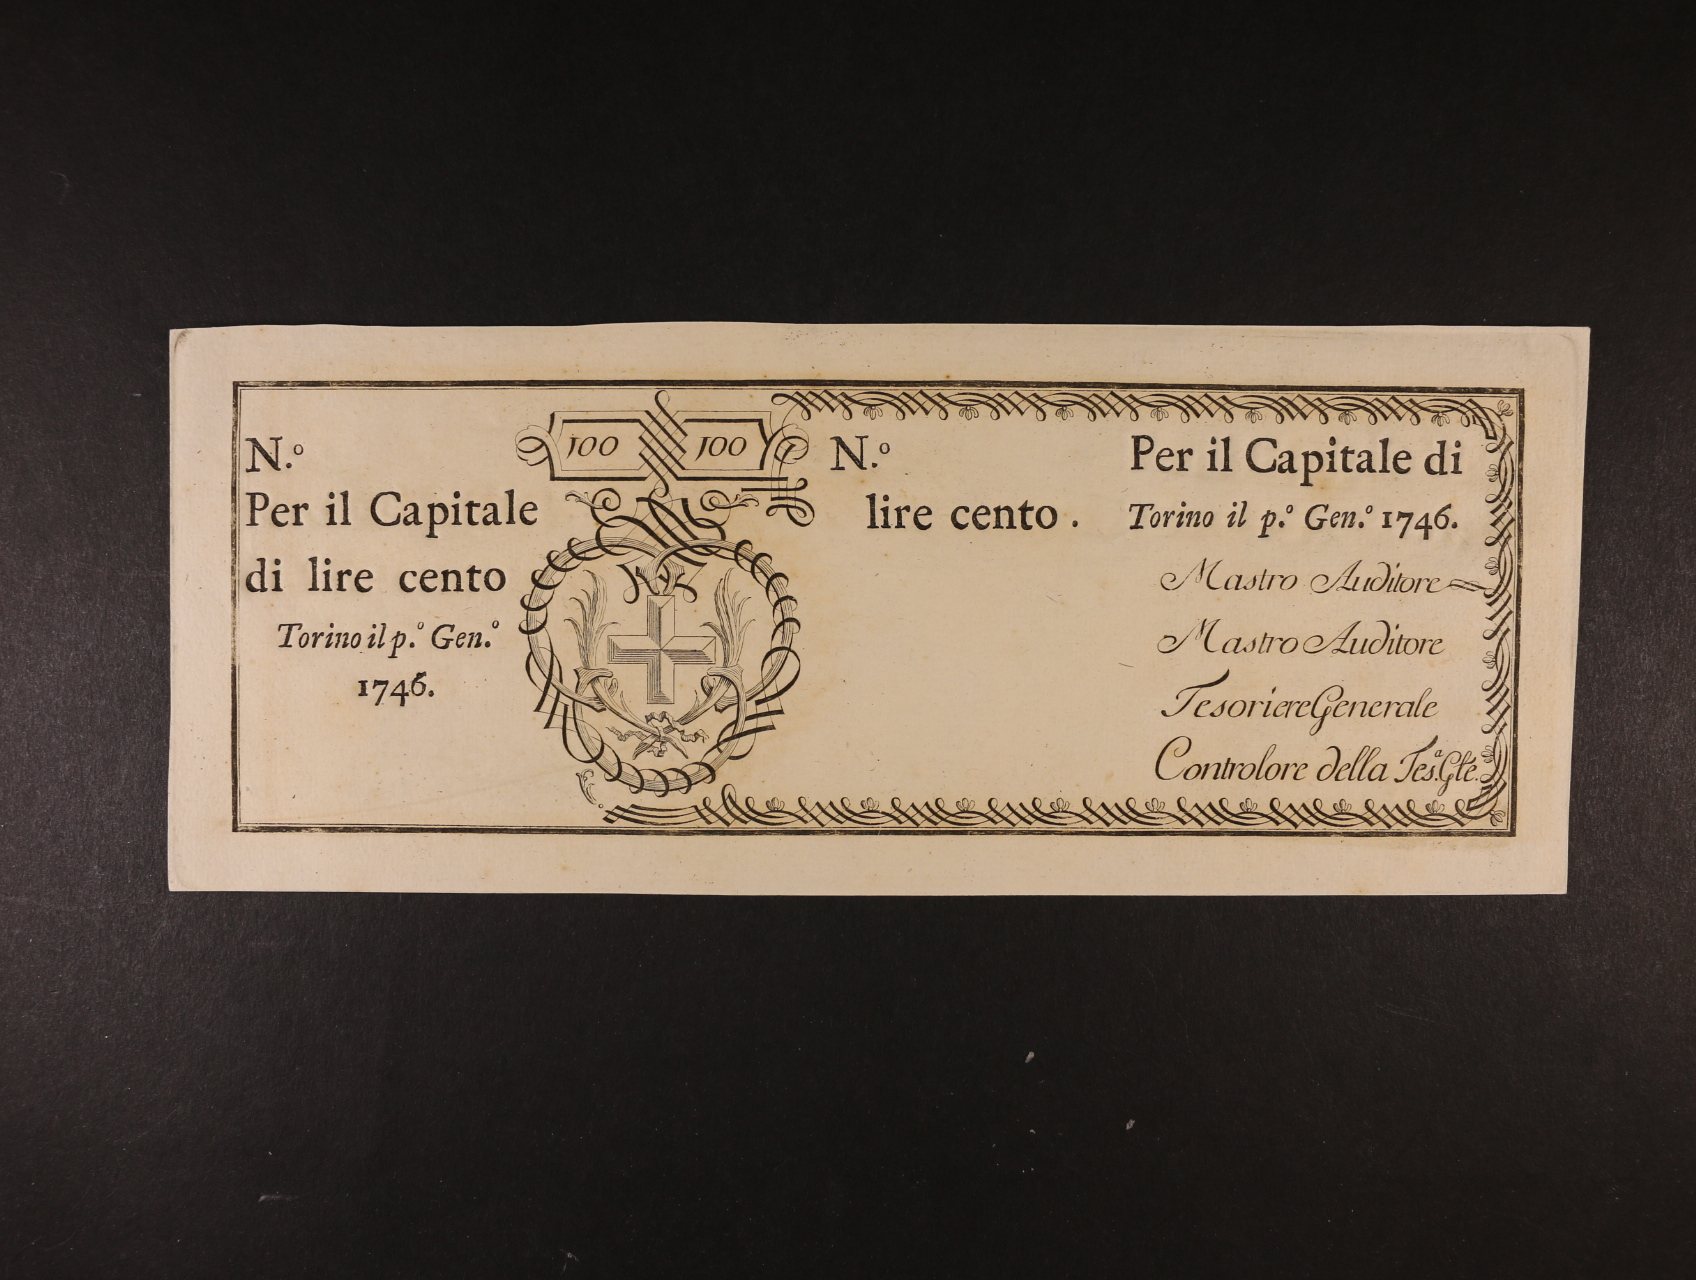 N.º
Per il Capitale
di lire cento
Torino il p.º Gen.º
1746.
100 100
N.º Per il Capitale di
lire cento . Torino il p.º Gen.º 1746.
Mastro Auditore
Mastro Auditore
Tesoriere Generale
Controlore della Tes.ª Gle.